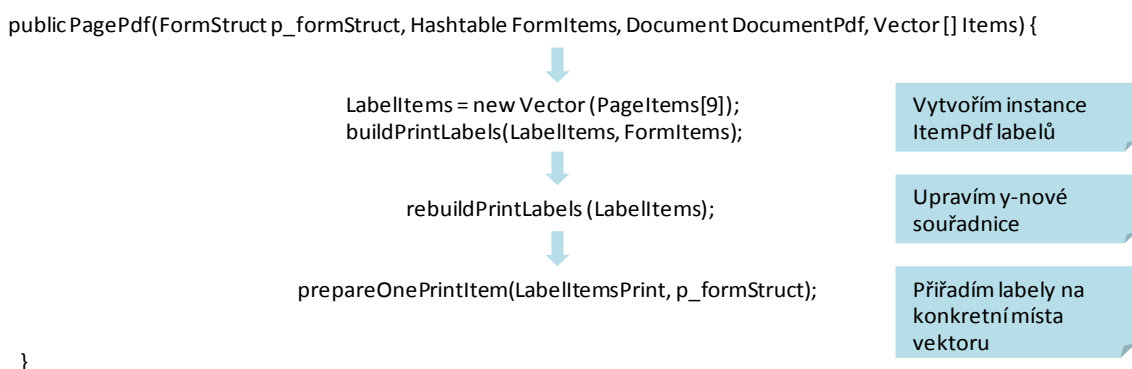 public PagePdf(FormStruct p_formStruct, Hashtable FormItems, Document DocumentPdf, Vector [] Items) {
LabelItems = new Vector (PageItems[9]);
buildPrintLabels(LabelItems, FormItems);
Vytvořím instance
ItemPdf labelů
rebuildPrintLabels (LabelItems);
Upravím y-nové
souřadnice
prepareOnePrintItem(LabelItemsPrint, p_formStruct);
Přiřadím labely na
konkretní místa
vektoru
}